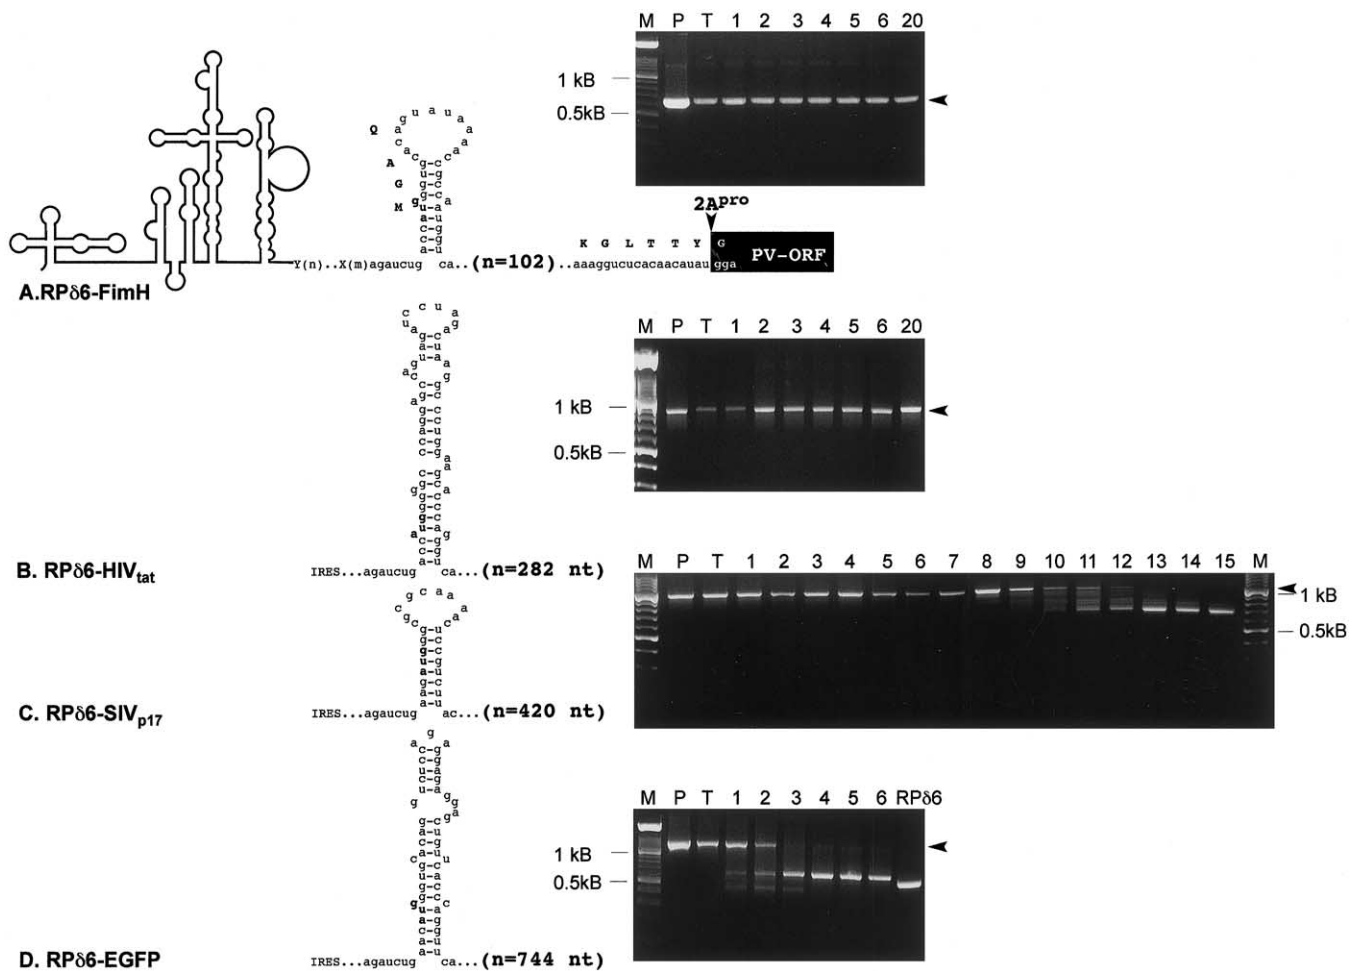 M P T 1 2 3 4 5 6 20
1 kB
0.5kB
Q A G M
2Apro
K G L T T Y G
Y(n)..X(m)agaucug ca..(n=102)..aaaggucucacaacauau gga PV-ORF
A.RPδ6-FimH
M P T 1 2 3 4 5 6 20
1 kB
0.5kB
B. RPδ6-HIVtat
IRES...agaucug ca...(n=282 nt)
M P T 1 2 3 4 5 6 7 8 9 10 11 12 13 14 15 M
1 kB
0.5kB
C. RPδ6-SIVp17
IRES...agaucug ac...(n=420 nt)
M P T 1 2 3 4 5 6 RPδ6
1 kB
0.5kB
D. RPδ6-EGFP
IRES...agaucug ca...(n=744 nt)